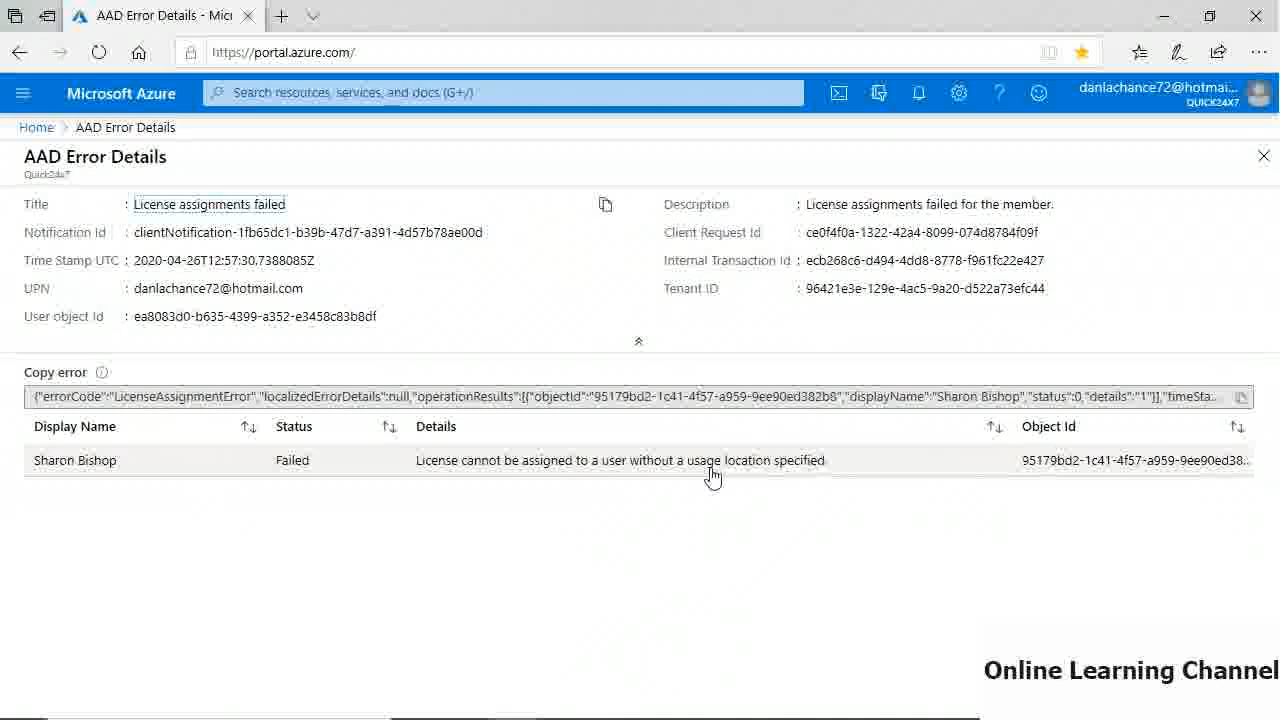 AAD Error Details - Micr
https://portal.azure.com/
Microsoft Azure
Search resources, services, and docs (G+/)
danlachance72@hotmai...
QUICK24X7
Home > AAD Error Details
AAD Error Details
Quick24x7
Title : License assignments failed
Description : License assignments failed for the member.
Notification Id : clientNotification-1fb65dc1-b39b-47d7-a391-4d57b78ae00d
Client Request Id : ce0f4f0a-1322-42a4-8099-074d8784f09f
Time Stamp UTC : 2020-04-26T12:57:30.7388085Z
Internal Transaction Id : ecb268c6-d494-4dd8-8778-f961fc22e427
UPN : danlachance72@hotmail.com
Tenant ID : 96421e3e-129e-4ac5-9a20-d522a73efc44
User object Id : ea8083d0-b635-4399-a352-e3458c83b8df
Copy error
{"errorCode":"LicenseAssignmentError","localizedErrorDetails":null,"operationResults":[{"objectId":"95179bd2-1c41-4f57-a959-9ee90ed382b8","displayName":"Sharon Bishop","status":0,"details":"1"}],"timeSta...
Display Name Status Details Object Id
Sharon Bishop Failed License cannot be assigned to a user without a usage location specified 95179bd2-1c41-4f57-a959-9ee90ed38...
Online Learning Channel